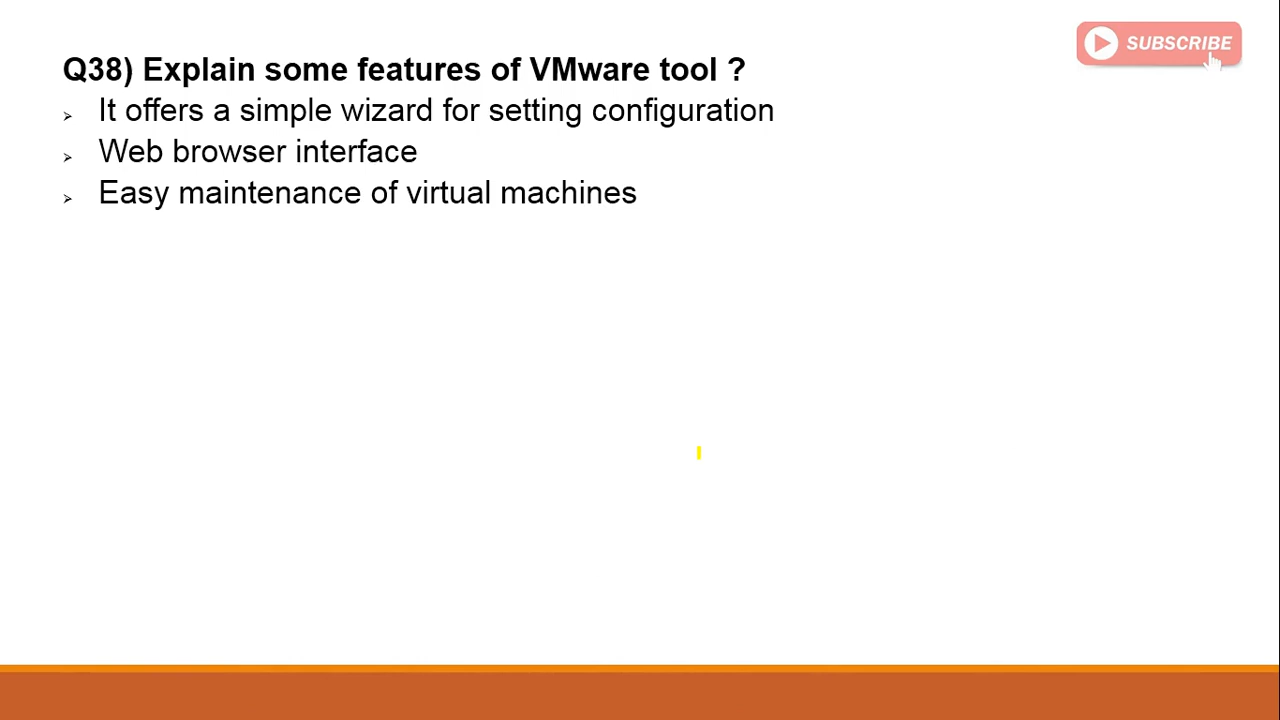 SUBSCRIBE
Q38) Explain some features of VMware tool ?
➢ It offers a simple wizard for setting configuration
➢ Web browser interface
➢ Easy maintenance of virtual machines